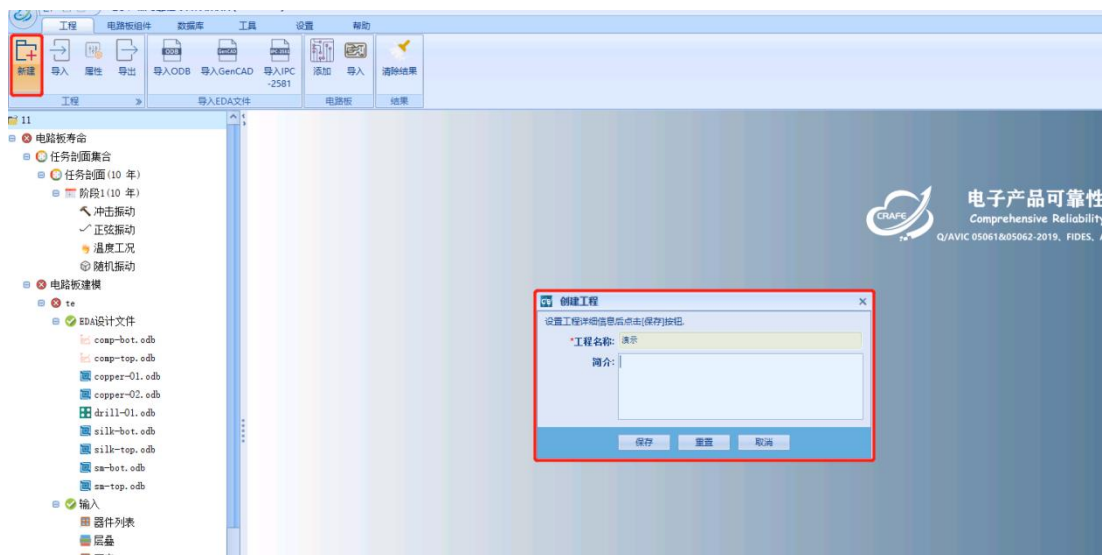 工程 电路板组件 数据库 工具 设置 帮助
ODB GenCAD IPC-2581
新建 导入 属性 导出 导入ODB 导入GenCAD 导入IPC 添加 导入 清除结果
-2581
工程 导入EDA文件 电路板 结果
11
电路板寿命
任务剖面集合
任务剖面(10 年)
阶段1(10 年)
冲击振动
正弦振动
温度工况
随机振动
电路板建模
te
EDA设计文件
comp-bot.odb
comp-top.odb
copper-01.odb
copper-02.odb
drill-01.odb
silk-bot.odb
silk-top.odb
sm-bot.odb
sm-top.odb
输入
器件列表
层叠
CRAFE
电子产品可靠性
Comprehensive Reliability
Q/AVIC 05061&05062-2019、FIDES、
创建工程
设置工程详细信息后点击[保存]按钮.
*工程名称: 演示
简介:
保存 重置 取消